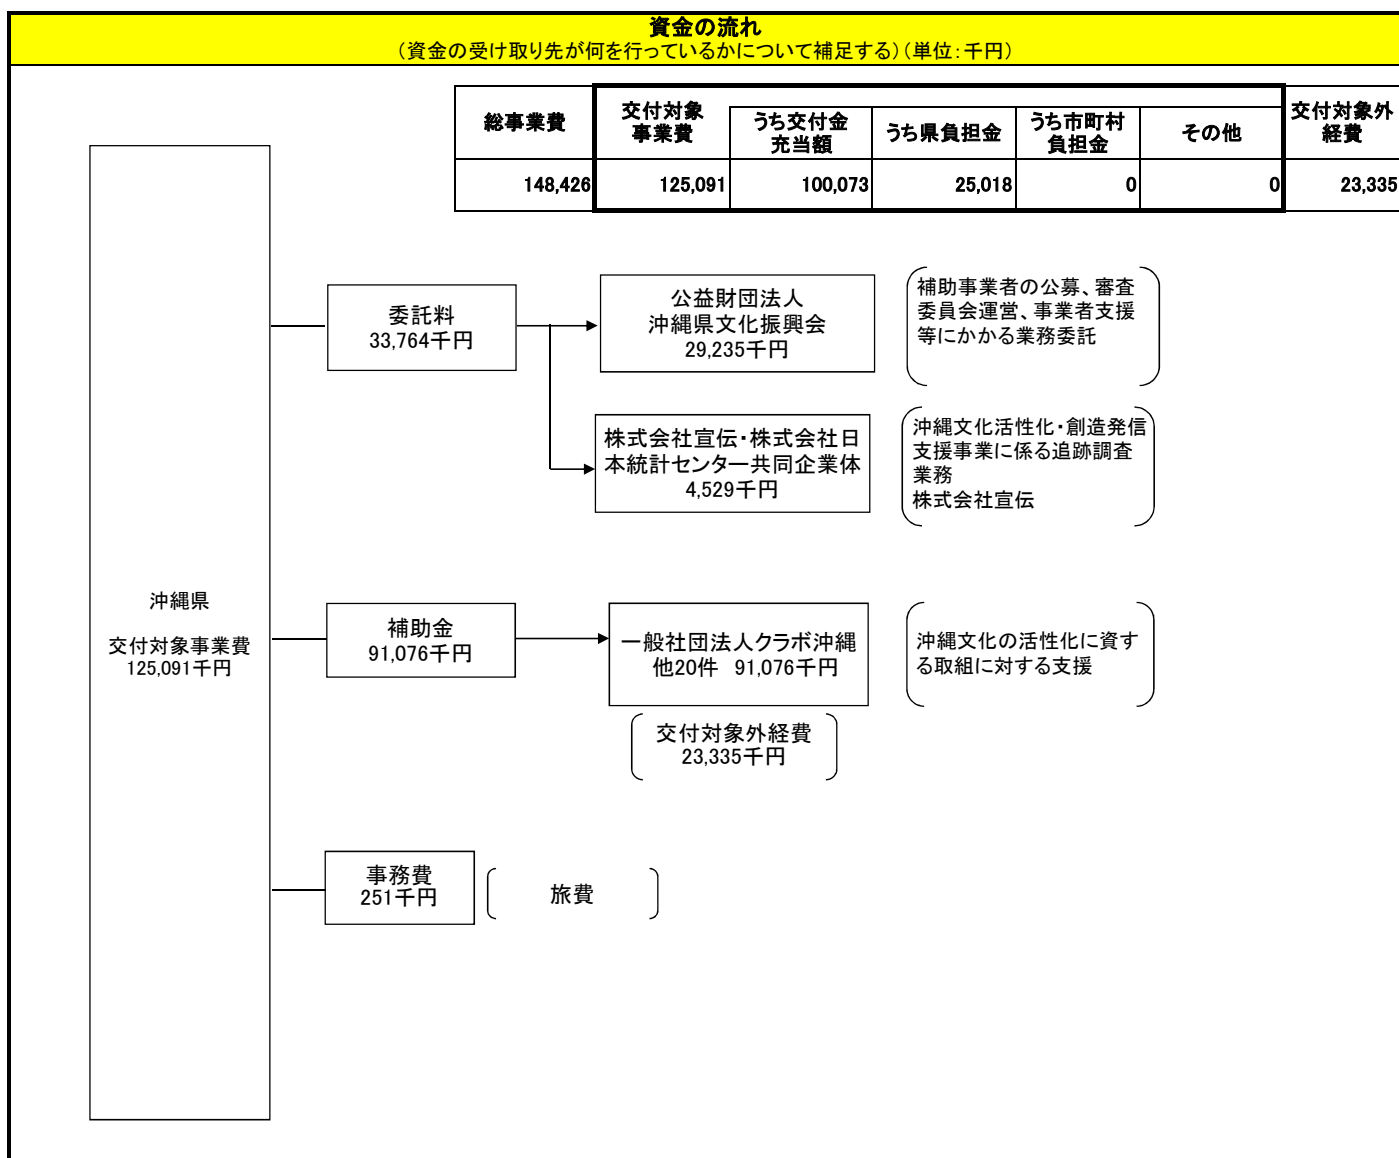 資金の流れ
（資金の受け取り先が何を行っているかについて補足する）（単位：千円）
総事業費
交付対象
事業費
うち交付金
充当額
うち県負担金
うち市町村
負担金
その他
交付対象外
経費
148,426 125,091 100,073 25,018 0 0 23,335
沖縄県
交付対象事業費
125,091千円
委託料
33,764千円
公益財団法人
沖縄県文化振興会
29,235千円
補助事業者の公募、審査
委員会運営、事業者支援
等にかかる業務委託
株式会社宣伝・株式会社日
本統計センター共同企業体
4,529千円
沖縄文化活性化・創造発信
支援事業に係る追跡調査
業務
株式会社宣伝
補助金
91,076千円
一般社団法人クラボ沖縄
他20件 91,076千円
沖縄文化の活性化に資す
る取組に対する支援
交付対象外経費
23,335千円
事務費
251千円
旅費